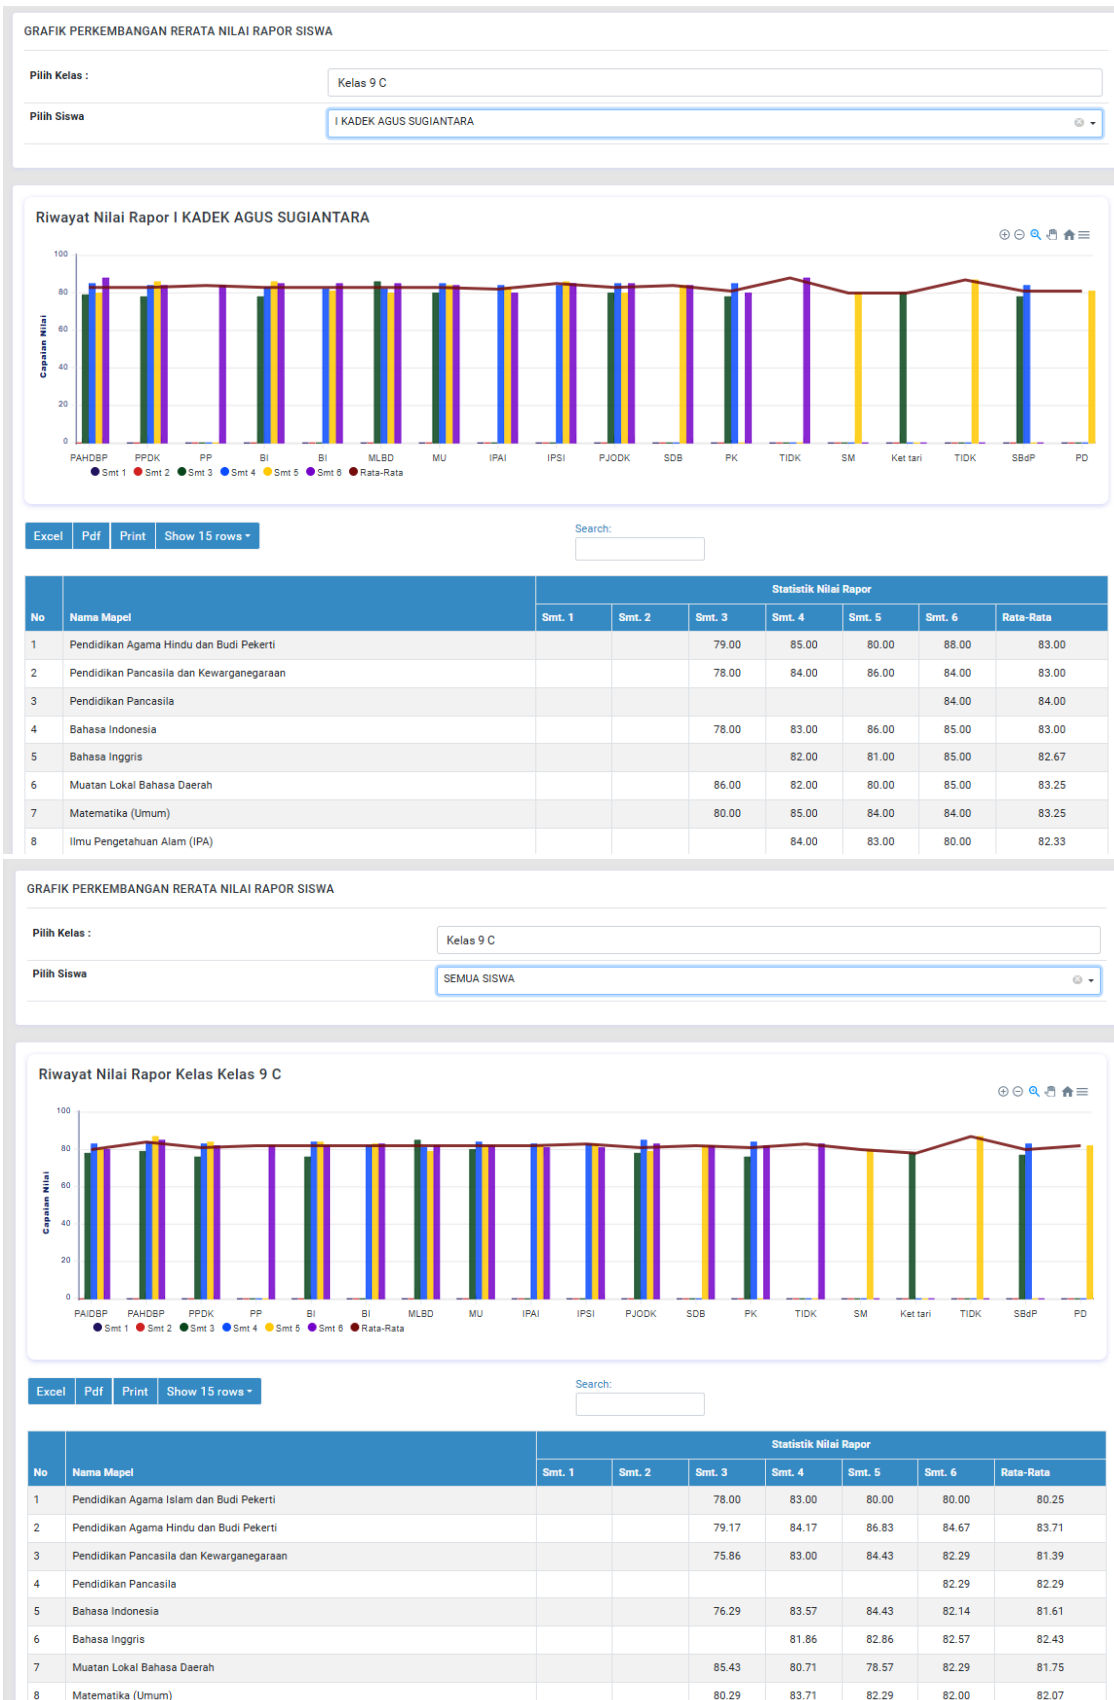 GRAFIK PERKEMBANGAN RERATA NILAI RAPOR SISWA
Pilih Kelas :
Kelas 9 C
Pilih Siswa
I KADEK AGUS SUGIANTARA
Riwayat Nilai Rapor I KADEK AGUS SUGIANTARA
100
80
60
40
20
0
Capaian Nilai
PAHDBP PPDK PP BI BI MLBD MU IPAI IPSI PJODK SDB PK TIDK SM Ket tari TIDK SBdP PD
Smt 1 Smt 2 Smt 3 Smt 4 Smt 5 Smt 6 Rata-Rata
Excel Pdf Print Show 15 rows
Search:
Statistik Nilai Rapor
No Nama Mapel Smt. 1 Smt. 2 Smt. 3 Smt. 4 Smt. 5 Smt. 6 Rata-Rata
1 Pendidikan Agama Hindu dan Budi Pekerti 79.00 85.00 80.00 88.00 83.00
2 Pendidikan Pancasila dan Kewarganegaraan 78.00 84.00 86.00 84.00 83.00
3 Pendidikan Pancasila 84.00 84.00
4 Bahasa Indonesia 78.00 83.00 86.00 85.00 83.00
5 Bahasa Inggris 82.00 81.00 85.00 82.67
6 Muatan Lokal Bahasa Daerah 86.00 82.00 80.00 85.00 83.25
7 Matematika (Umum) 80.00 85.00 84.00 84.00 83.25
8 Ilmu Pengetahuan Alam (IPA) 84.00 83.00 80.00 82.33
GRAFIK PERKEMBANGAN RERATA NILAI RAPOR SISWA
Pilih Kelas :
Kelas 9 C
Pilih Siswa
SEMUA SISWA
Riwayat Nilai Rapor Kelas Kelas 9 C
100
80
60
40
20
0
Capaian Nilai
PAIDBP PAHDBP PPDK PP BI BI MLBD MU IPAI IPSI PJODK SDB PK TIDK SM Ket tari TIDK SBdP PD
Smt 1 Smt 2 Smt 3 Smt 4 Smt 5 Smt 6 Rata-Rata
Excel Pdf Print Show 15 rows
Search:
Statistik Nilai Rapor
No Nama Mapel Smt. 1 Smt. 2 Smt. 3 Smt. 4 Smt. 5 Smt. 6 Rata-Rata
1 Pendidikan Agama Islam dan Budi Pekerti 78.00 83.00 80.00 80.00 80.25
2 Pendidikan Agama Hindu dan Budi Pekerti 79.17 84.17 86.83 84.67 83.71
3 Pendidikan Pancasila dan Kewarganegaraan 75.86 83.00 84.43 82.29 81.39
4 Pendidikan Pancasila 82.29 82.29
5 Bahasa Indonesia 76.29 83.57 84.43 82.14 81.61
6 Bahasa Inggris 81.86 82.86 82.57 82.43
7 Muatan Lokal Bahasa Daerah 85.43 80.71 78.57 82.29 81.75
8 Matematika (Umum) 80.29 83.71 82.29 82.00 82.07